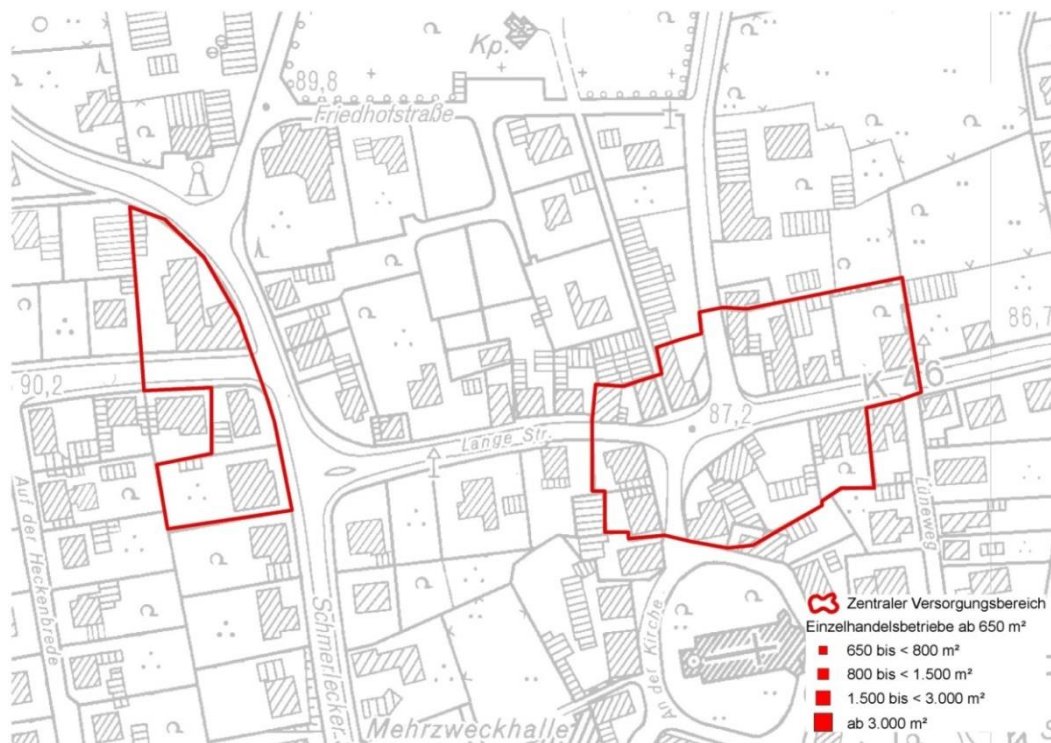 Kp.
89,8
Friedhofstraße
86,7
K 46
90,2
87,2
Lange Str.
Auf der Heckenbrede
Lüneweg
Schmerlecker
An der Kirche
Mehrzweckhalle
Zentraler Versorgungsbereich
Einzelhandelsbetriebe ab 650 m²
650 bis < 800 m²
800 bis < 1.500 m²
1.500 bis < 3.000 m²
ab 3.000 m²